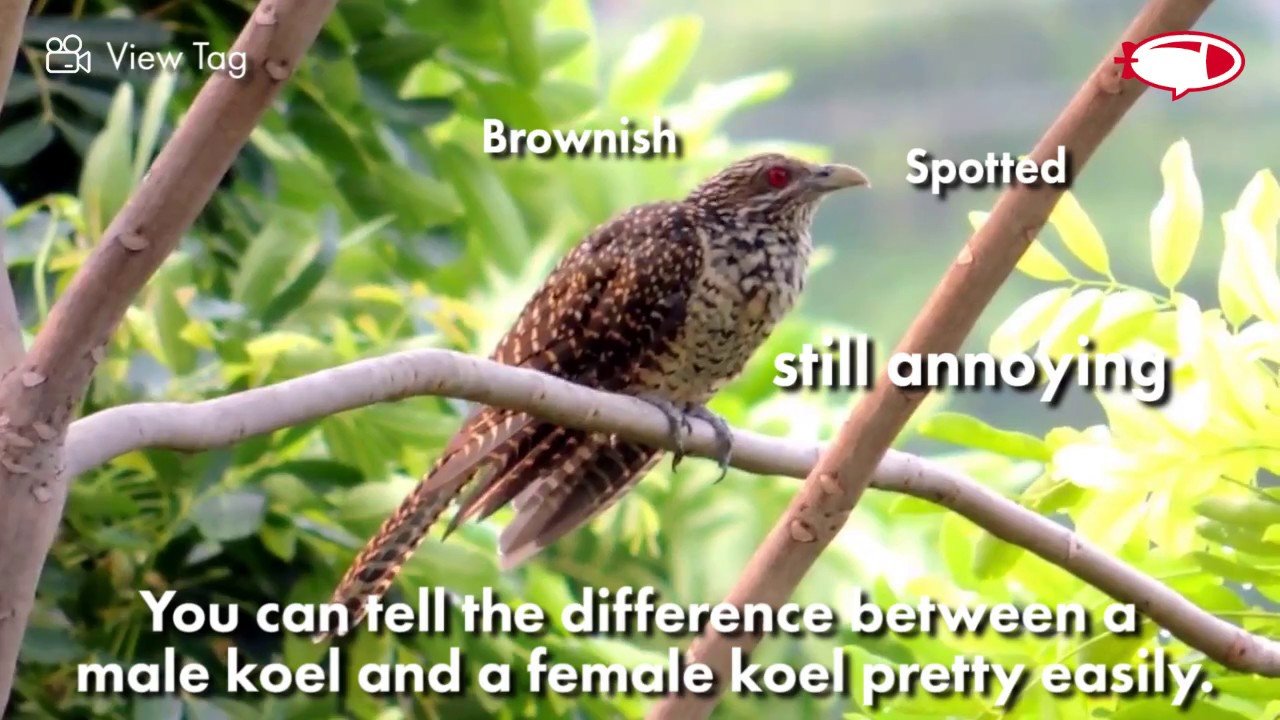 View Tag
Brownish
Spotted
still annoying
You can tell the difference between a
male koel and a female koel pretty easily.